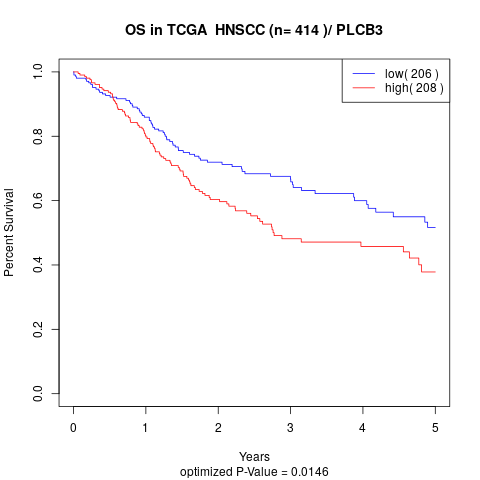 OS in TCGA  HNSCC (n= 414 )/ PLCB3
low( 206 )
high( 208 )
Percent Survival
1.0
0.8
0.6
0.4
0.2
0.0
0 1 2 3 4 5
Years
optimized P-Value = 0.0146